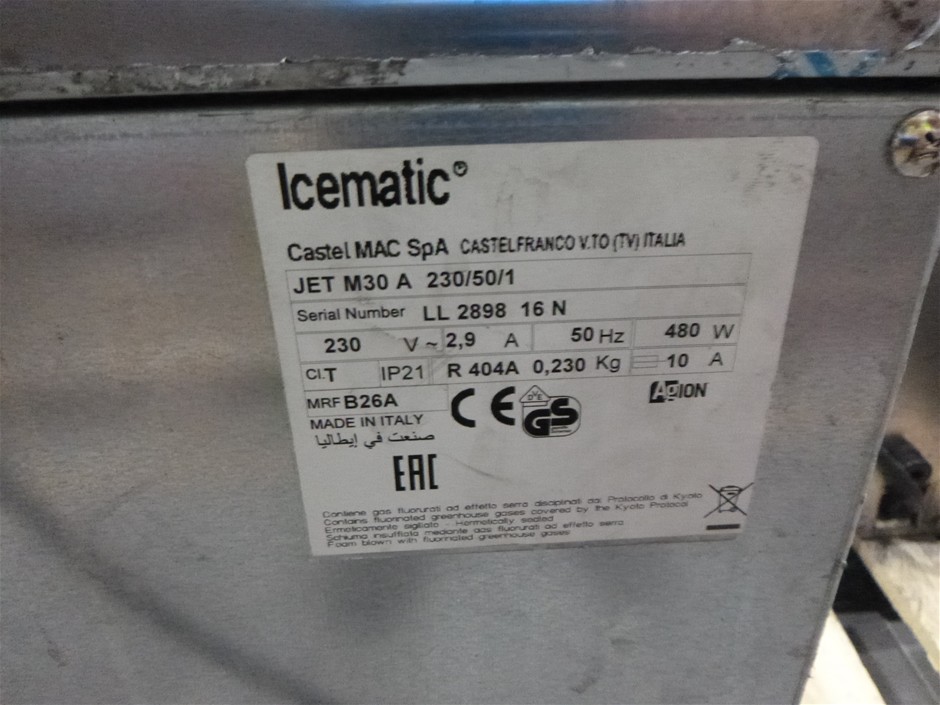 Icematic®
Castel MAC SpA CASTELFRANCO V.TO (TV) ITALIA
JET M30 A 230/50/1
Serial Number LL 2898 16 N
230 V ~ 2,9 A 50 Hz 480 W
Cl.T IP21 R 404A 0,230 Kg 10 A
MRF B26A
MADE IN ITALY
صنعت في إيطاليا
CE DVE GS AgION
EAC
Contiene gas fluorurati ad effetto serra disciplinati dal Protocollo di Kyoto
Contains fluorinated greenhouse gases covered by the Kyoto Protocol
Ermeticamente sigillato - Hermetically sealed
Schiuma insufflata mediante gas fluorurati ad effetto serra
Foam blown with fluorinated greenhouse gases